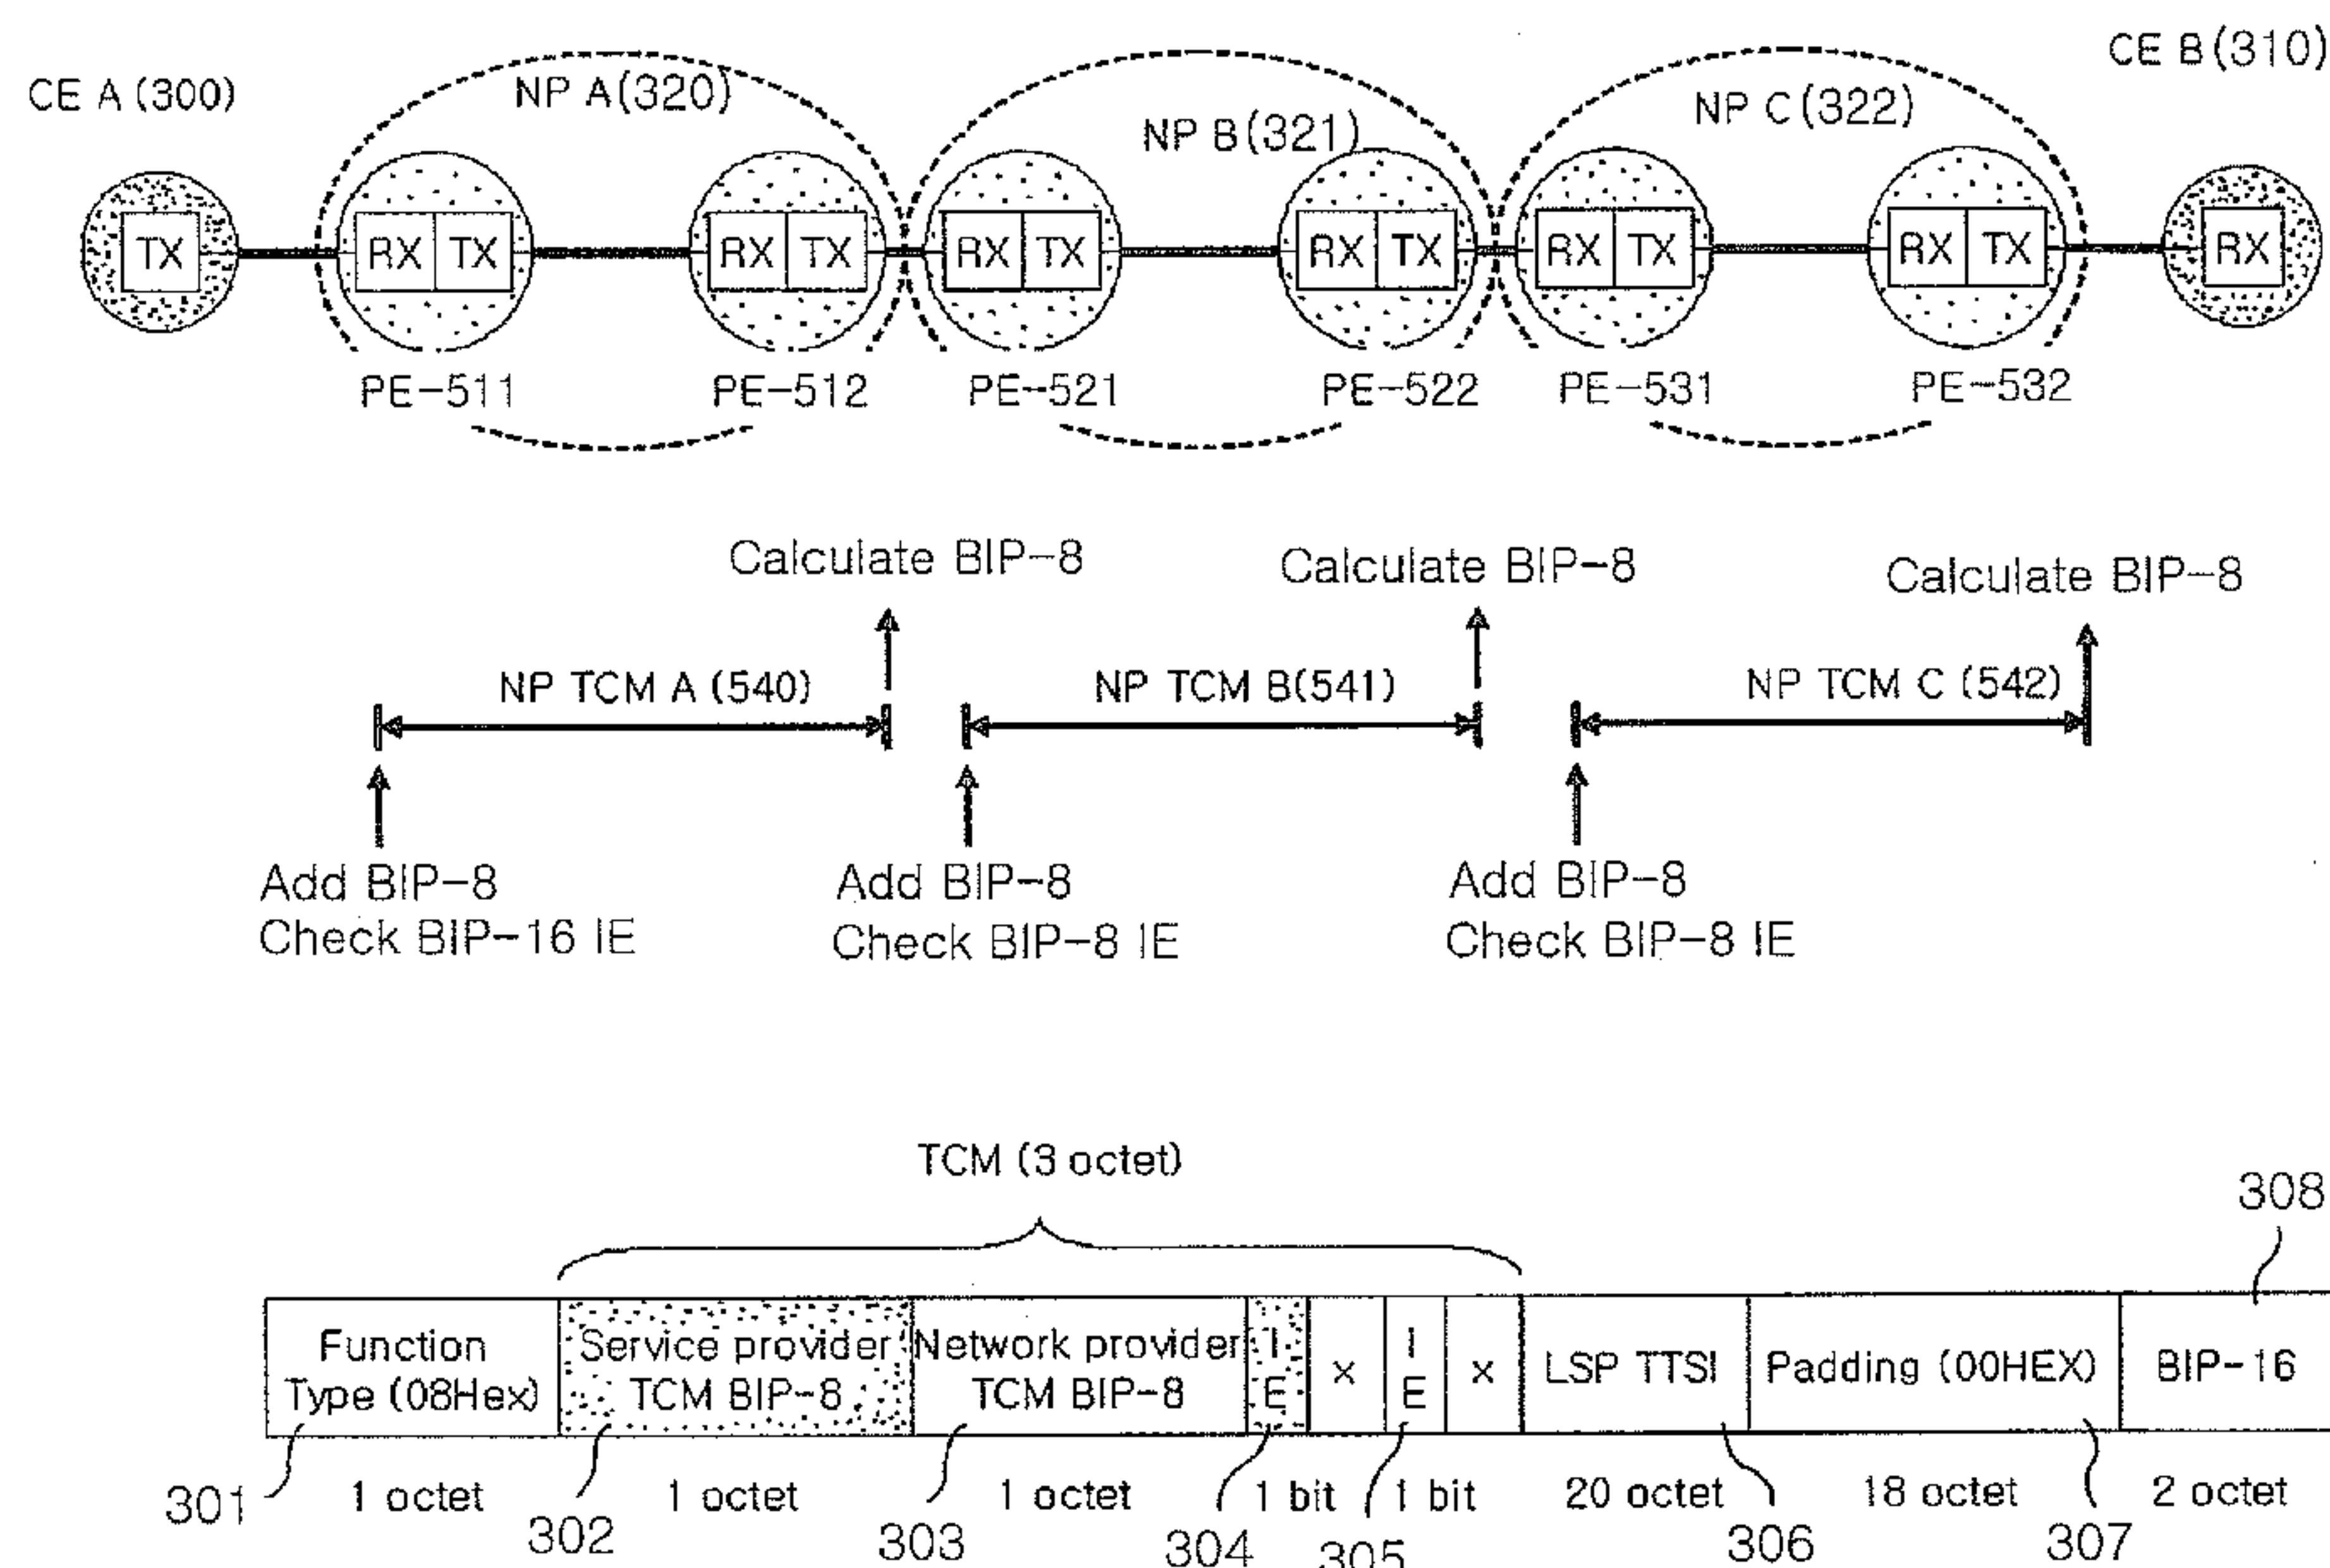 CE A (300)
NP A(320)
NP B(321)
NP C(322)
CE B(310)
TX
RX TX
RX TX
RX TX
RX TX
RX TX
RX TX
RX
PE-511
PE-512
PE-521
PE-522
PE-531
PE-532
Calculate BIP-8
Calculate BIP-8
Calculate BIP-8
NP TCM A (540)
NP TCM B(541)
NP TCM C (542)
Add BIP-8
Check BIP-16 IE
Add BIP-8
Check BIP-8 IE
Add BIP-8
Check BIP-8 IE
TCM (3 octet)
308
Function
Type (08Hex)
Service provider
TCM BIP-8
Network provider
TCM BIP-8
I
E
x
I
E
x
LSP TTSI
Padding (00HEX)
BIP-16
301
1 octet
302
1 octet
303
1 octet
304
1 bit
305
1 bit
20 octet
306
18 octet
307
2 octet